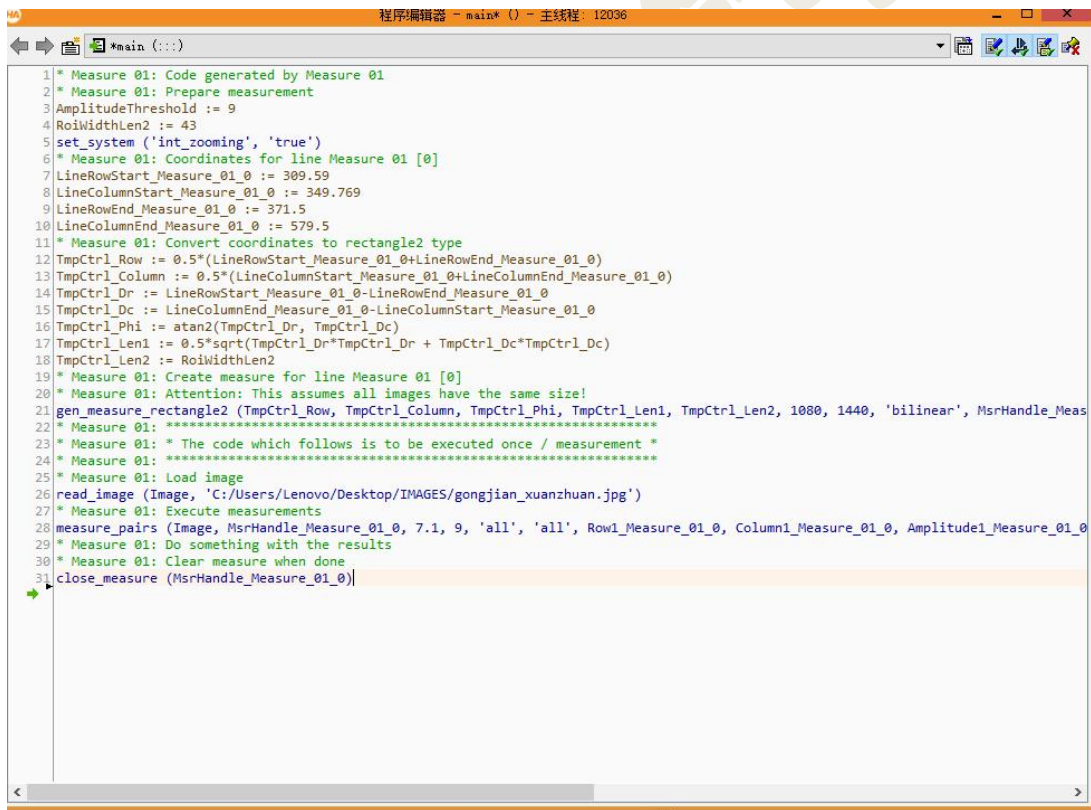 程序编辑器 - main* () - 主线程: 12036
*main (:::)
1 * Measure 01: Code generated by Measure 01
2 * Measure 01: Prepare measurement
3 AmplitudeThreshold := 9
4 RoiWidthLen2 := 43
5 set_system ('int_zooming', 'true')
6 * Measure 01: Coordinates for line Measure 01 [0]
7 LineRowStart_Measure_01_0 := 309.59
8 LineColumnStart_Measure_01_0 := 349.769
9 LineRowEnd_Measure_01_0 := 371.5
10 LineColumnEnd_Measure_01_0 := 579.5
11 * Measure 01: Convert coordinates to rectangle2 type
12 TmpCtrl_Row := 0.5*(LineRowStart_Measure_01_0+LineRowEnd_Measure_01_0)
13 TmpCtrl_Column := 0.5*(LineColumnStart_Measure_01_0+LineColumnEnd_Measure_01_0)
14 TmpCtrl_Dr := LineRowStart_Measure_01_0-LineRowEnd_Measure_01_0
15 TmpCtrl_Dc := LineColumnEnd_Measure_01_0-LineColumnStart_Measure_01_0
16 TmpCtrl_Phi := atan2(TmpCtrl_Dr, TmpCtrl_Dc)
17 TmpCtrl_Len1 := 0.5*sqrt(TmpCtrl_Dr*TmpCtrl_Dr + TmpCtrl_Dc*TmpCtrl_Dc)
18 TmpCtrl_Len2 := RoiWidthLen2
19 * Measure 01: Create measure for line Measure 01 [0]
20 * Measure 01: Attention: This assumes all images have the same size!
21 gen_measure_rectangle2 (TmpCtrl_Row, TmpCtrl_Column, TmpCtrl_Phi, TmpCtrl_Len1, TmpCtrl_Len2, 1080, 1440, 'bilinear', MsrHandle_Meas
22 * Measure 01: ***************************************************************
23 * Measure 01: * The code which follows is to be executed once / measurement *
24 * Measure 01: ***************************************************************
25 * Measure 01: Load image
26 read_image (Image, 'C:/Users/Lenovo/Desktop/IMAGES/gongjian_xuanzhuan.jpg')
27 * Measure 01: Execute measurements
28 measure_pairs (Image, MsrHandle_Measure_01_0, 7.1, 9, 'all', 'all', Row1_Measure_01_0, Column1_Measure_01_0, Amplitude1_Measure_01_0
29 * Measure 01: Do something with the results
30 * Measure 01: Clear measure when done
31 close_measure (MsrHandle_Measure_01_0)